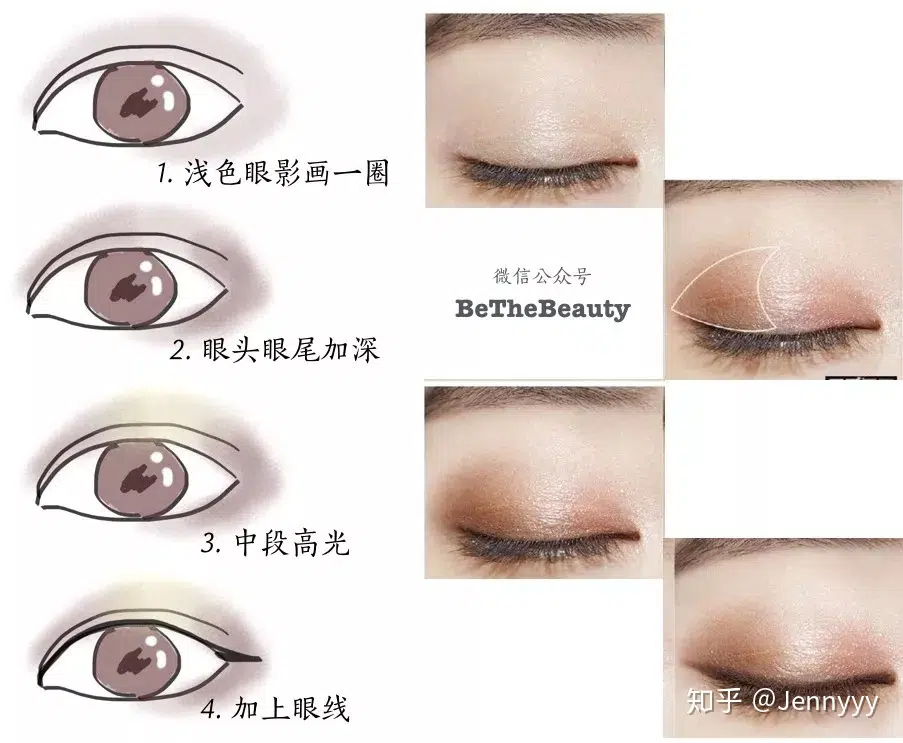 1. 浅色眼影画一圈
微信公众号
BeTheBeauty
2. 眼头眼尾加深
3. 中段高光
4. 加上眼线
知乎 @Jennyyy